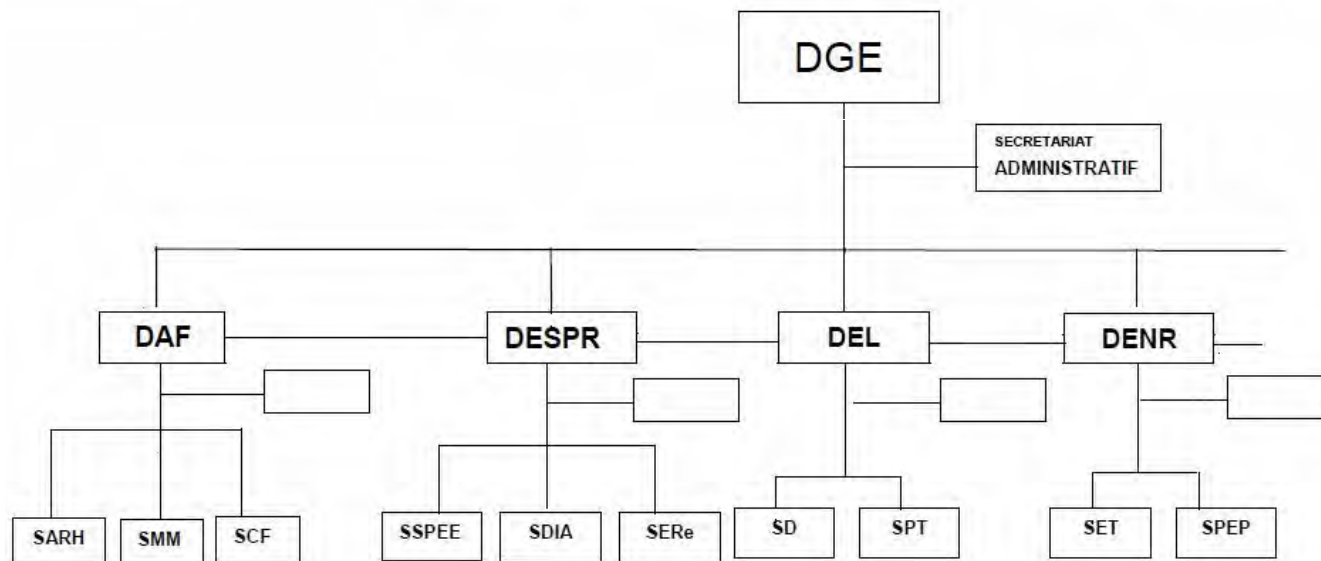 DGE
SECRETARIAT
ADMINISTRATIF
DAF
DESPR
DEL
DENR
SARH
SMM
SCF
SSPEE
SDIA
SERe
SD
SPT
SET
SPEP